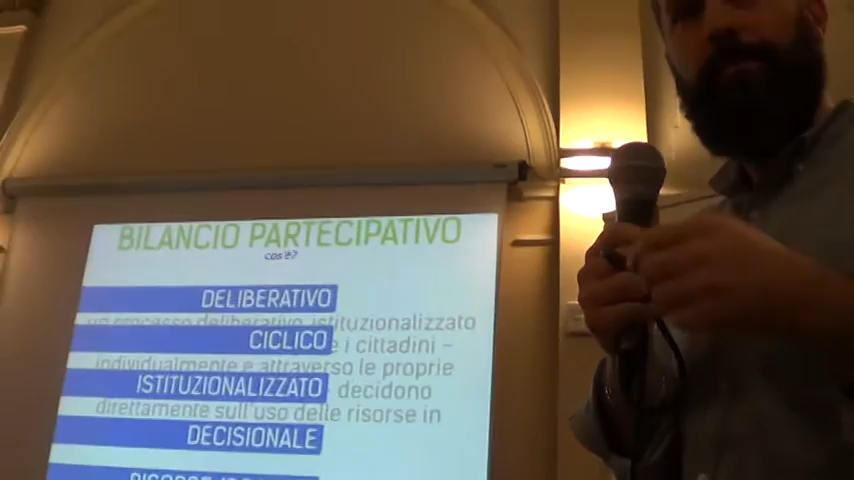 BILANCIO PARTECIPATIVO
cos'è?
DELIBERATIVO
un processo deliberativo, istituzionalizzato
CICLICO
e i cittadini –
individualmente e attraverso le proprie
ISTITUZIONALIZZATO
decidono
direttamente sull'uso delle risorse in
DECISIONALE
RISORSE